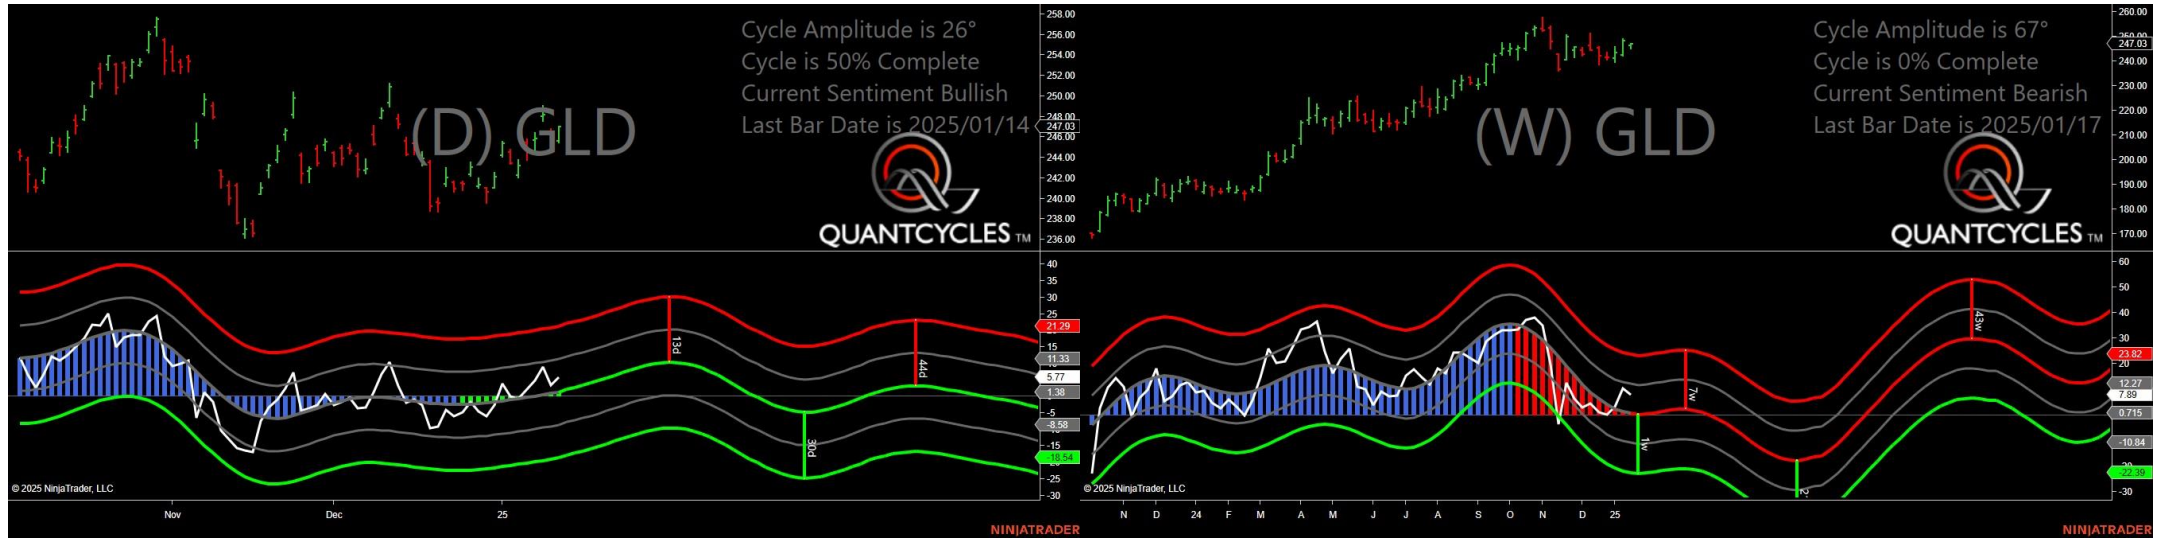 Cycle Amplitude is 26°
Cycle is 50% Complete
Current Sentiment Bullish
Last Bar Date is 2025/01/14
(D) GLD
QUANTCYCLES TM
258.00
256.00
254.00
252.00
250.00
248.00
247.03
246.00
244.00
242.00
240.00
238.00
236.00
40
35
30
25
21.29
15
11.33
5.77
1.38
-5
-8.58
-15
-18.54
-25
-30
13d
44d
30d
© 2025 NinjaTrader, LLC
Nov
Dec
25
NINJATRADER
Cycle Amplitude is 67°
Cycle is 0% Complete
Current Sentiment Bearish
Last Bar Date is 2025/01/17
(W) GLD
QUANTCYCLES TM
260.00
250.00
247.03
240.00
230.00
220.00
210.00
200.00
190.00
180.00
170.00
60
50
40
30
23.82
20
12.27
7.89
0.715
-10.84
-22.39
-30
43w
7w
1w
© 2025 NinjaTrader, LLC
N D 24 F M A M J J A S O N D 25
NINJATRADER